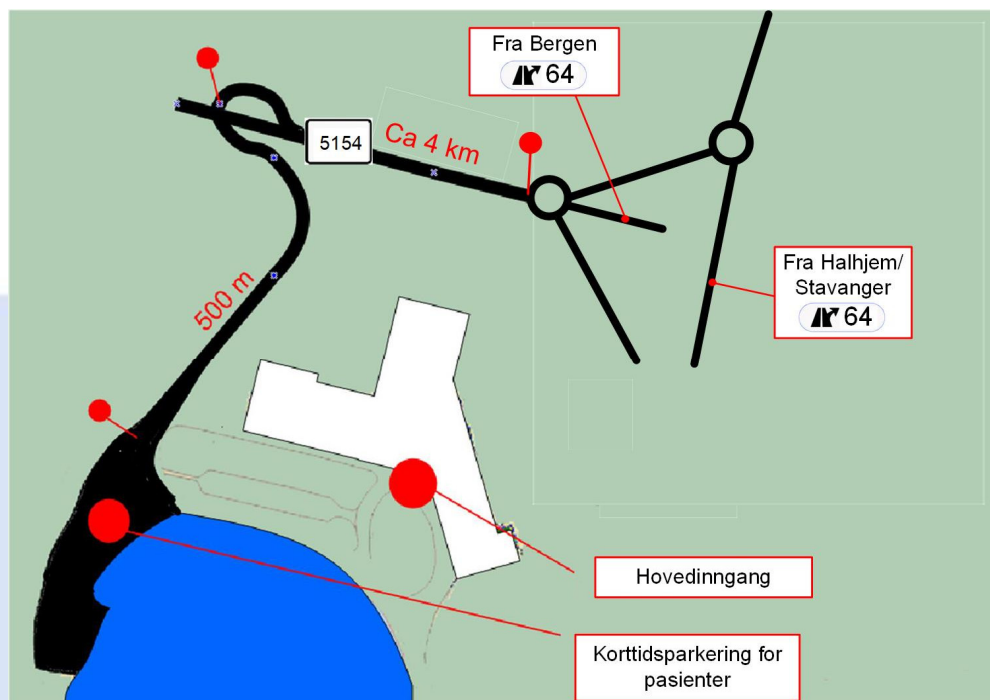 Fra Bergen
64
5154
Ca 4 km
Fra Halhjem/
Stavanger
64
500 m
Hovedinngang
Korttidsparkering for
pasienter